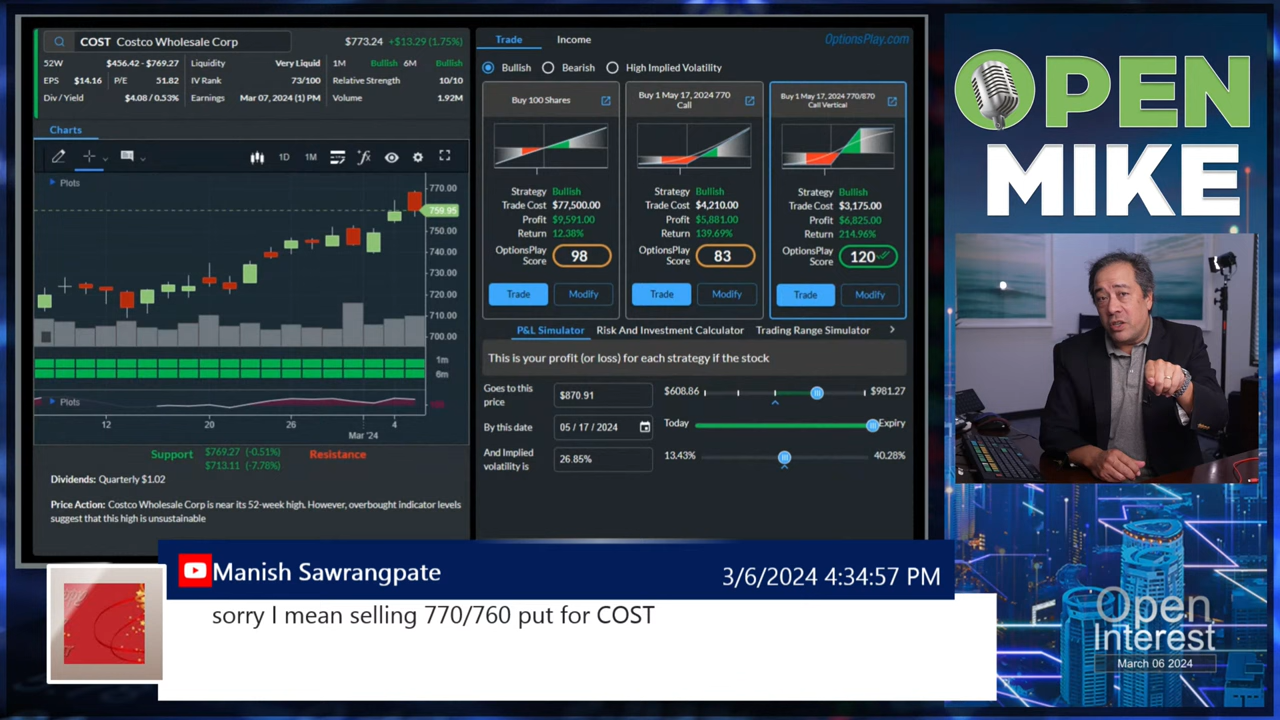 COST Costco Wholesale Corp
$773.24 +$13.29 (1.75%)
52W $456.42 - $769.27 Liquidity Very Liquid 1M Bullish 6M Bullish
EPS $14.16 P/E 51.82 IV Rank 73/100 Relative Strength 10/10
Div/Yield $4.08 / 0.53% Earnings Mar 07, 2024 (1) PM Volume 1.92M
Charts
1D 1M
Plots
770.00
759.95
750.00
740.00
730.00
720.00
710.00
700.00
1m
6m
Plots
12 20 26 4
Mar '24
Support $769.27 (-0.51%) Resistance
$713.11 (-7.78%)
Dividends: Quarterly $1.02
Price Action: Costco Wholesale Corp is near its 52-week high. However, overbought indicator levels
suggest that this high is unsustainable
Trade Income
OptionsPlay.com
Bullish Bearish High Implied Volatility
Buy 100 Shares
Strategy Bullish
Trade Cost $77,500.00
Profit $9,591.00
Return 12.38%
OptionsPlay
Score 98
Trade Modify
Buy 1 May 17, 2024 770
Call
Strategy Bullish
Trade Cost $4,210.00
Profit $5,881.00
Return 139.69%
OptionsPlay
Score 83
Trade Modify
Buy 1 May 17, 2024 770/870
Call Vertical
Strategy Bullish
Trade Cost $3,175.00
Profit $6,825.00
Return 214.96%
OptionsPlay
Score 120
Trade Modify
P&L Simulator Risk And Investment Calculator Trading Range Simulator
This is your profit (or loss) for each strategy if the stock
Goes to this
price $870.91 $608.86 $981.27
By this date 05 / 17 / 2024 Today Expiry
And Implied
volatility is 26.85% 13.43% 40.28%
OPEN
MIKE
Manish Sawrangpate 3/6/2024 4:34:57 PM
sorry I mean selling 770/760 put for COST
Open
Interest
March 06 2024